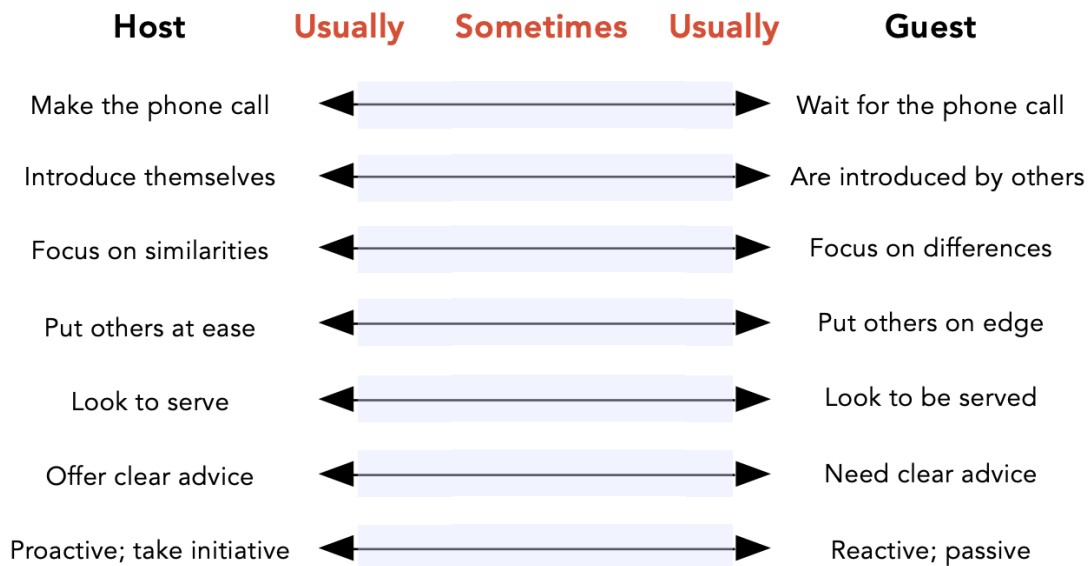 Host Usually Sometimes Usually Guest
Make the phone call Wait for the phone call
Introduce themselves Are introduced by others
Focus on similarities Focus on differences
Put others at ease Put others on edge
Look to serve Look to be served
Offer clear advice Need clear advice
Proactive; take initiative Reactive; passive